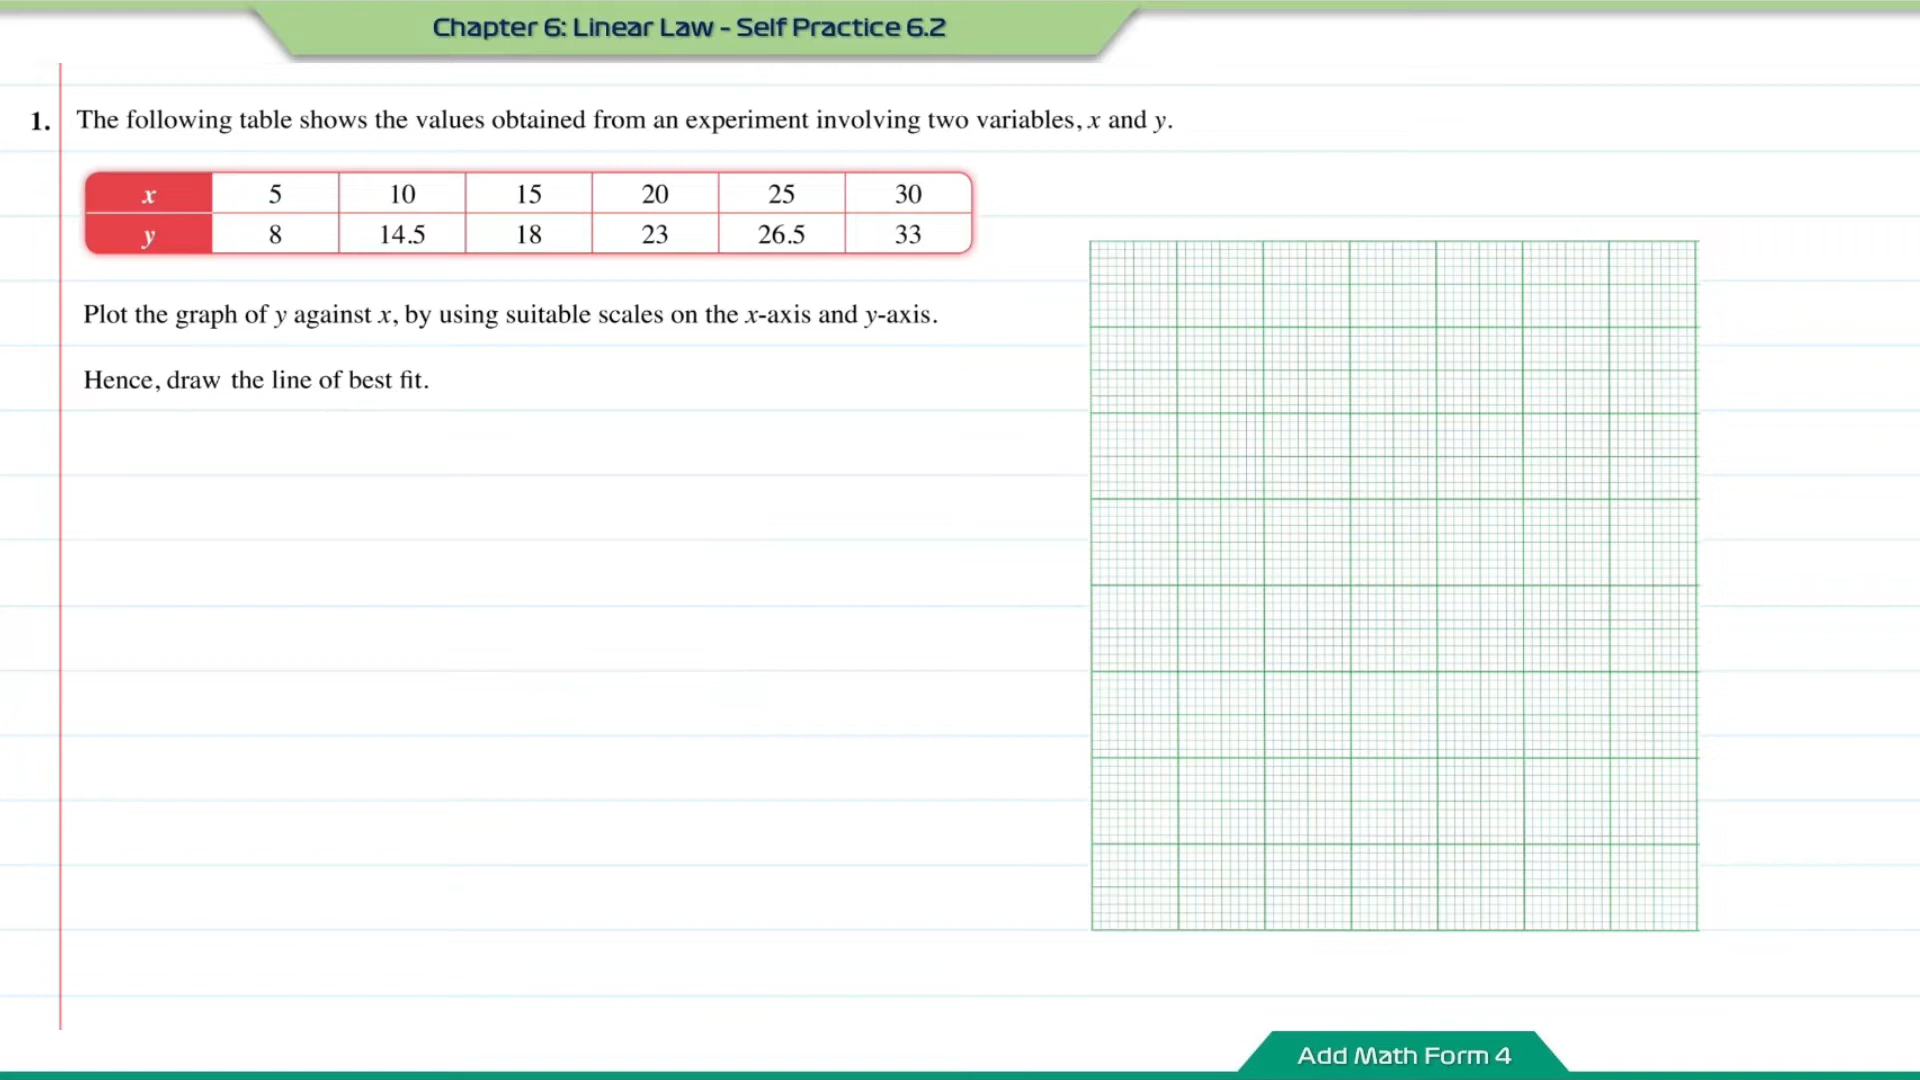 Chapter 6: Linear Law - Self Practice 6.2
1. The following table shows the values obtained from an experiment involving two variables, x and y.
x 5 10 15 20 25 30
y 8 14.5 18 23 26.5 33
Plot the graph of y against x, by using suitable scales on the x-axis and y-axis.
Hence, draw the line of best fit.
Add Math Form 4